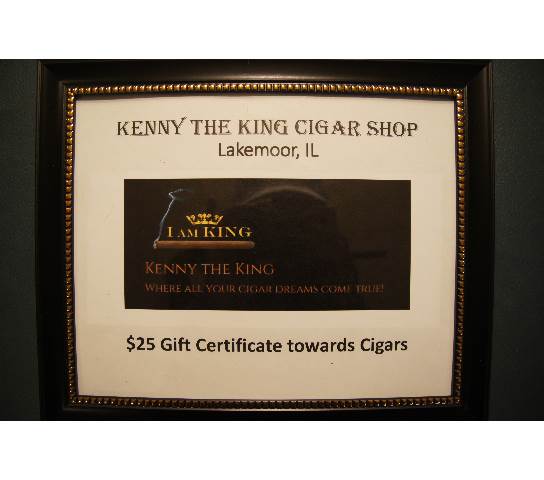 KENNY THE KING CIGAR SHOP
Lakemoor, IL
I AM KING
KENNY THE KING
WHERE ALL YOUR CIGAR DREAMS COME TRUE!
$25 Gift Certificate towards Cigars